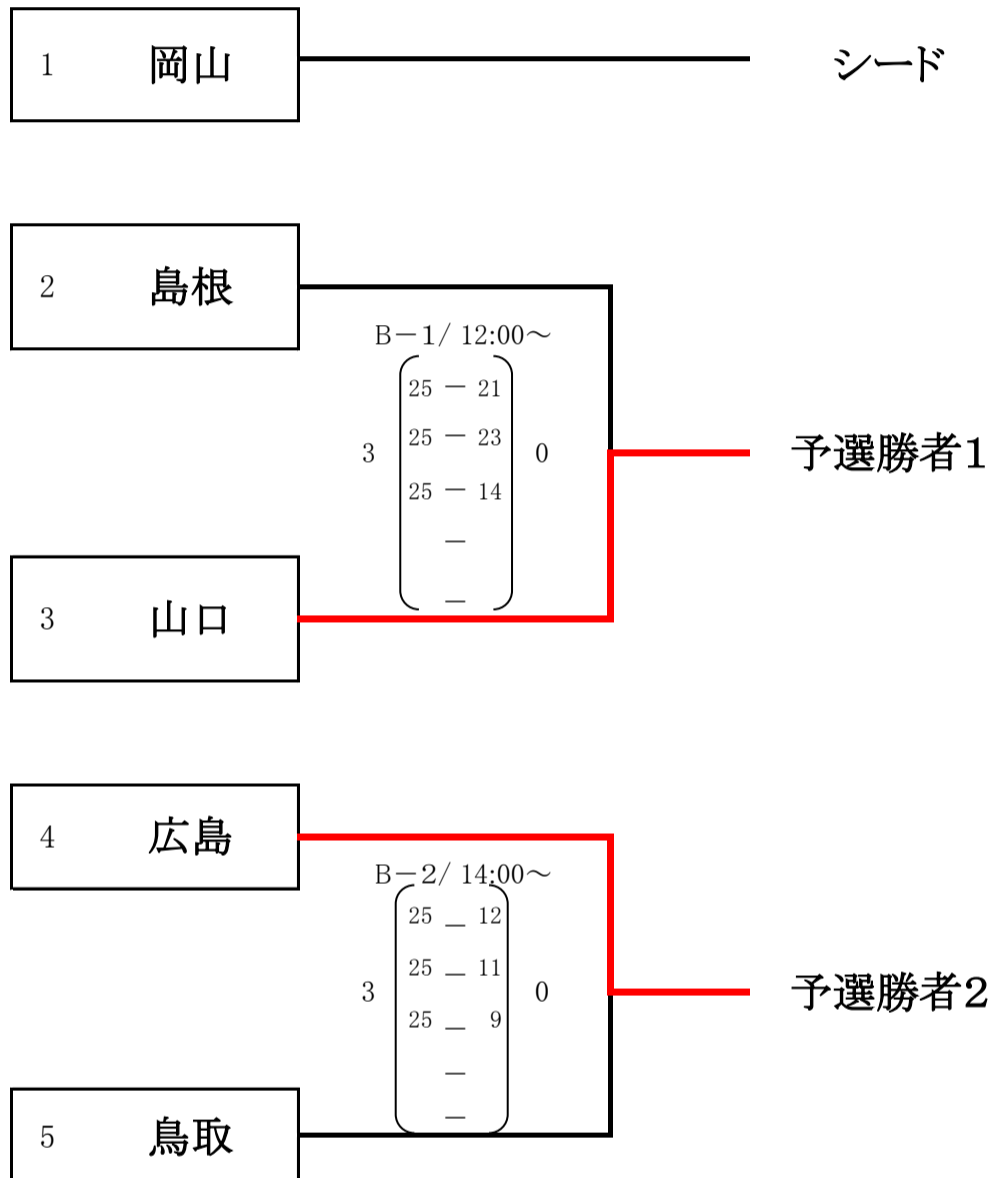 1 岡山 シード
2 島根
B－1/ 12:00～
25 － 21
25 － 23
3 0 予選勝者1
25 － 14
－
－
3 山口
4 広島
B－2/ 14:00～
25 － 12
25 － 11
3 0 予選勝者2
25 － 9
－
－
5 鳥取